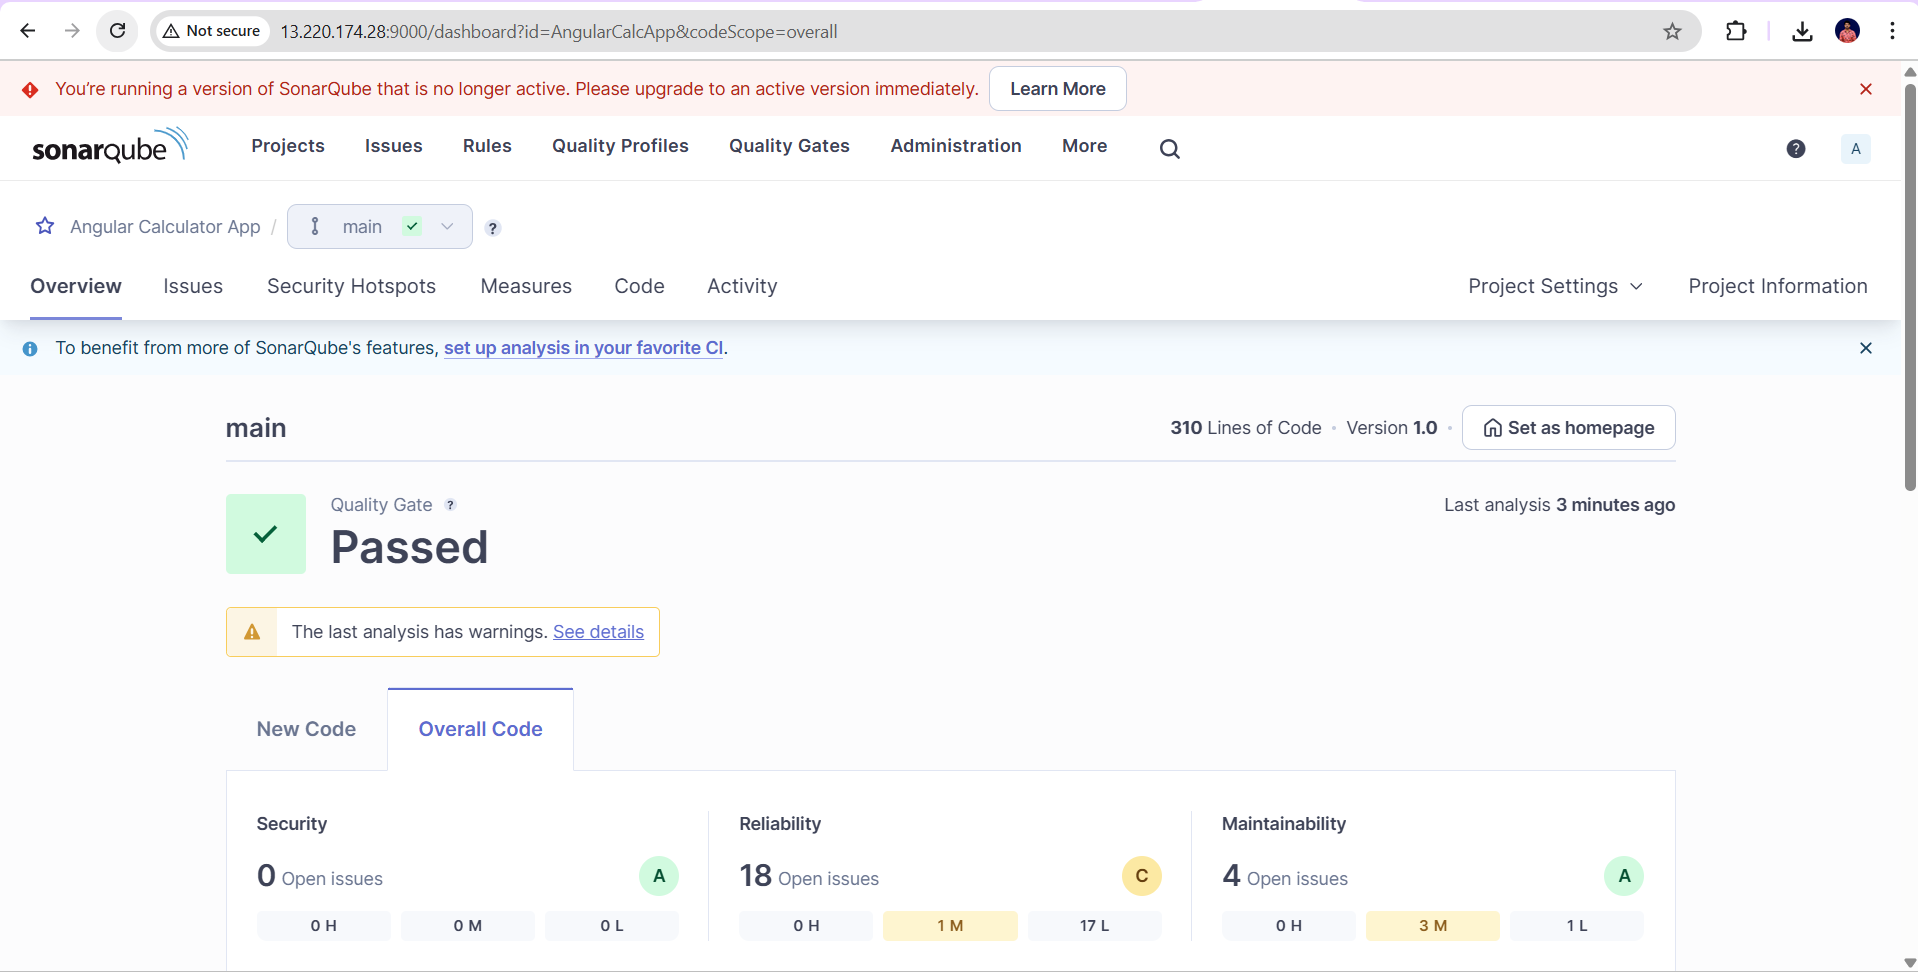 Not secure 13.220.174.28:9000/dashboard?id=AngularCalcApp&codeScope=overall
You're running a version of SonarQube that is no longer active. Please upgrade to an active version immediately. Learn More
sonarqube Projects Issues Rules Quality Profiles Quality Gates Administration More ? A
Angular Calculator App / main ?
Overview Issues Security Hotspots Measures Code Activity Project Settings Project Information
To benefit from more of SonarQube's features, set up analysis in your favorite CI.
main 310 Lines of Code • Version 1.0 • Set as homepage
Quality Gate ? Last analysis 3 minutes ago
Passed
The last analysis has warnings. See details
New Code Overall Code
Security Reliability Maintainability
0 Open issues A 18 Open issues C 4 Open issues A
0 H 0 M 0 L 0 H 1 M 17 L 0 H 3 M 1 L